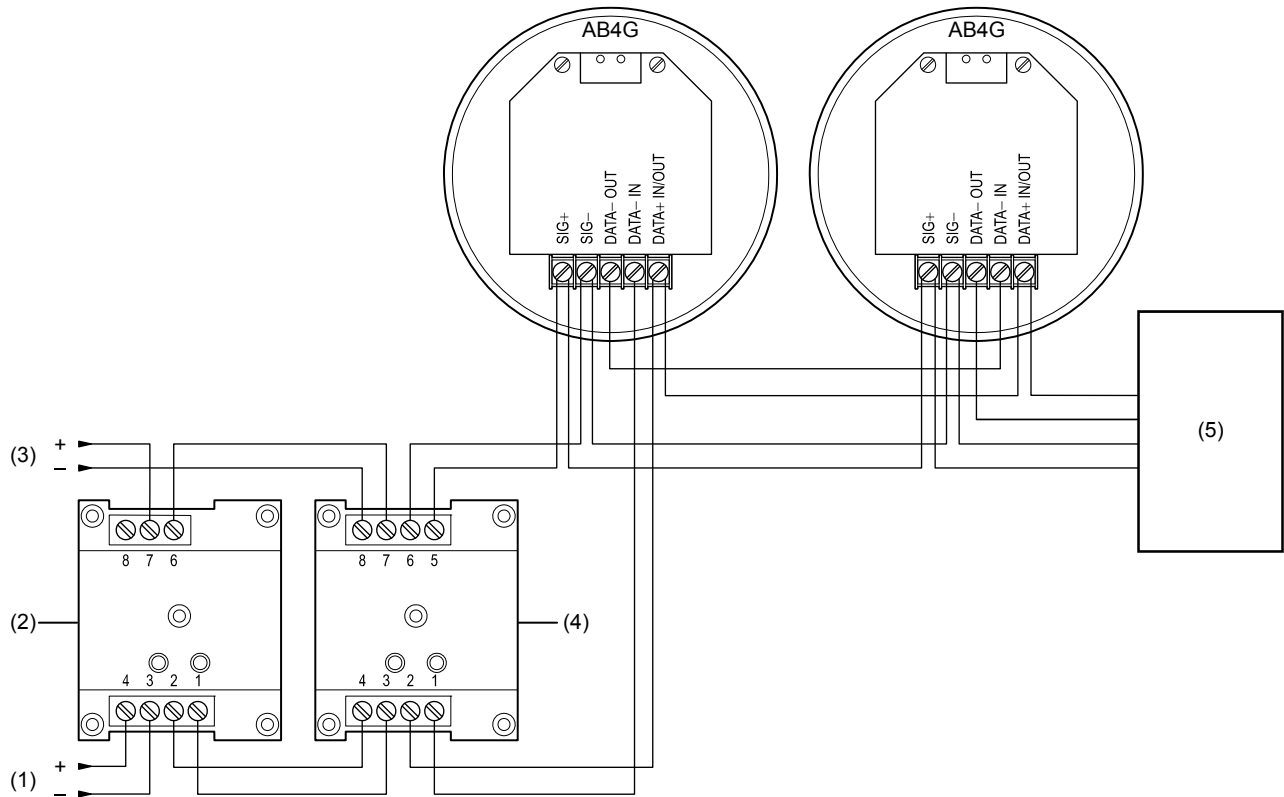 AB4G AB4G
SIG+ SIG− DATA− OUT DATA− IN DATA+ IN/OUT
SIG+ SIG− DATA− OUT DATA− IN DATA+ IN/OUT
(5)
(3) + −
8 7 6
8 7 6 5
(2)
(4)
4 3 2 1
4 3 2 1
(1) + −